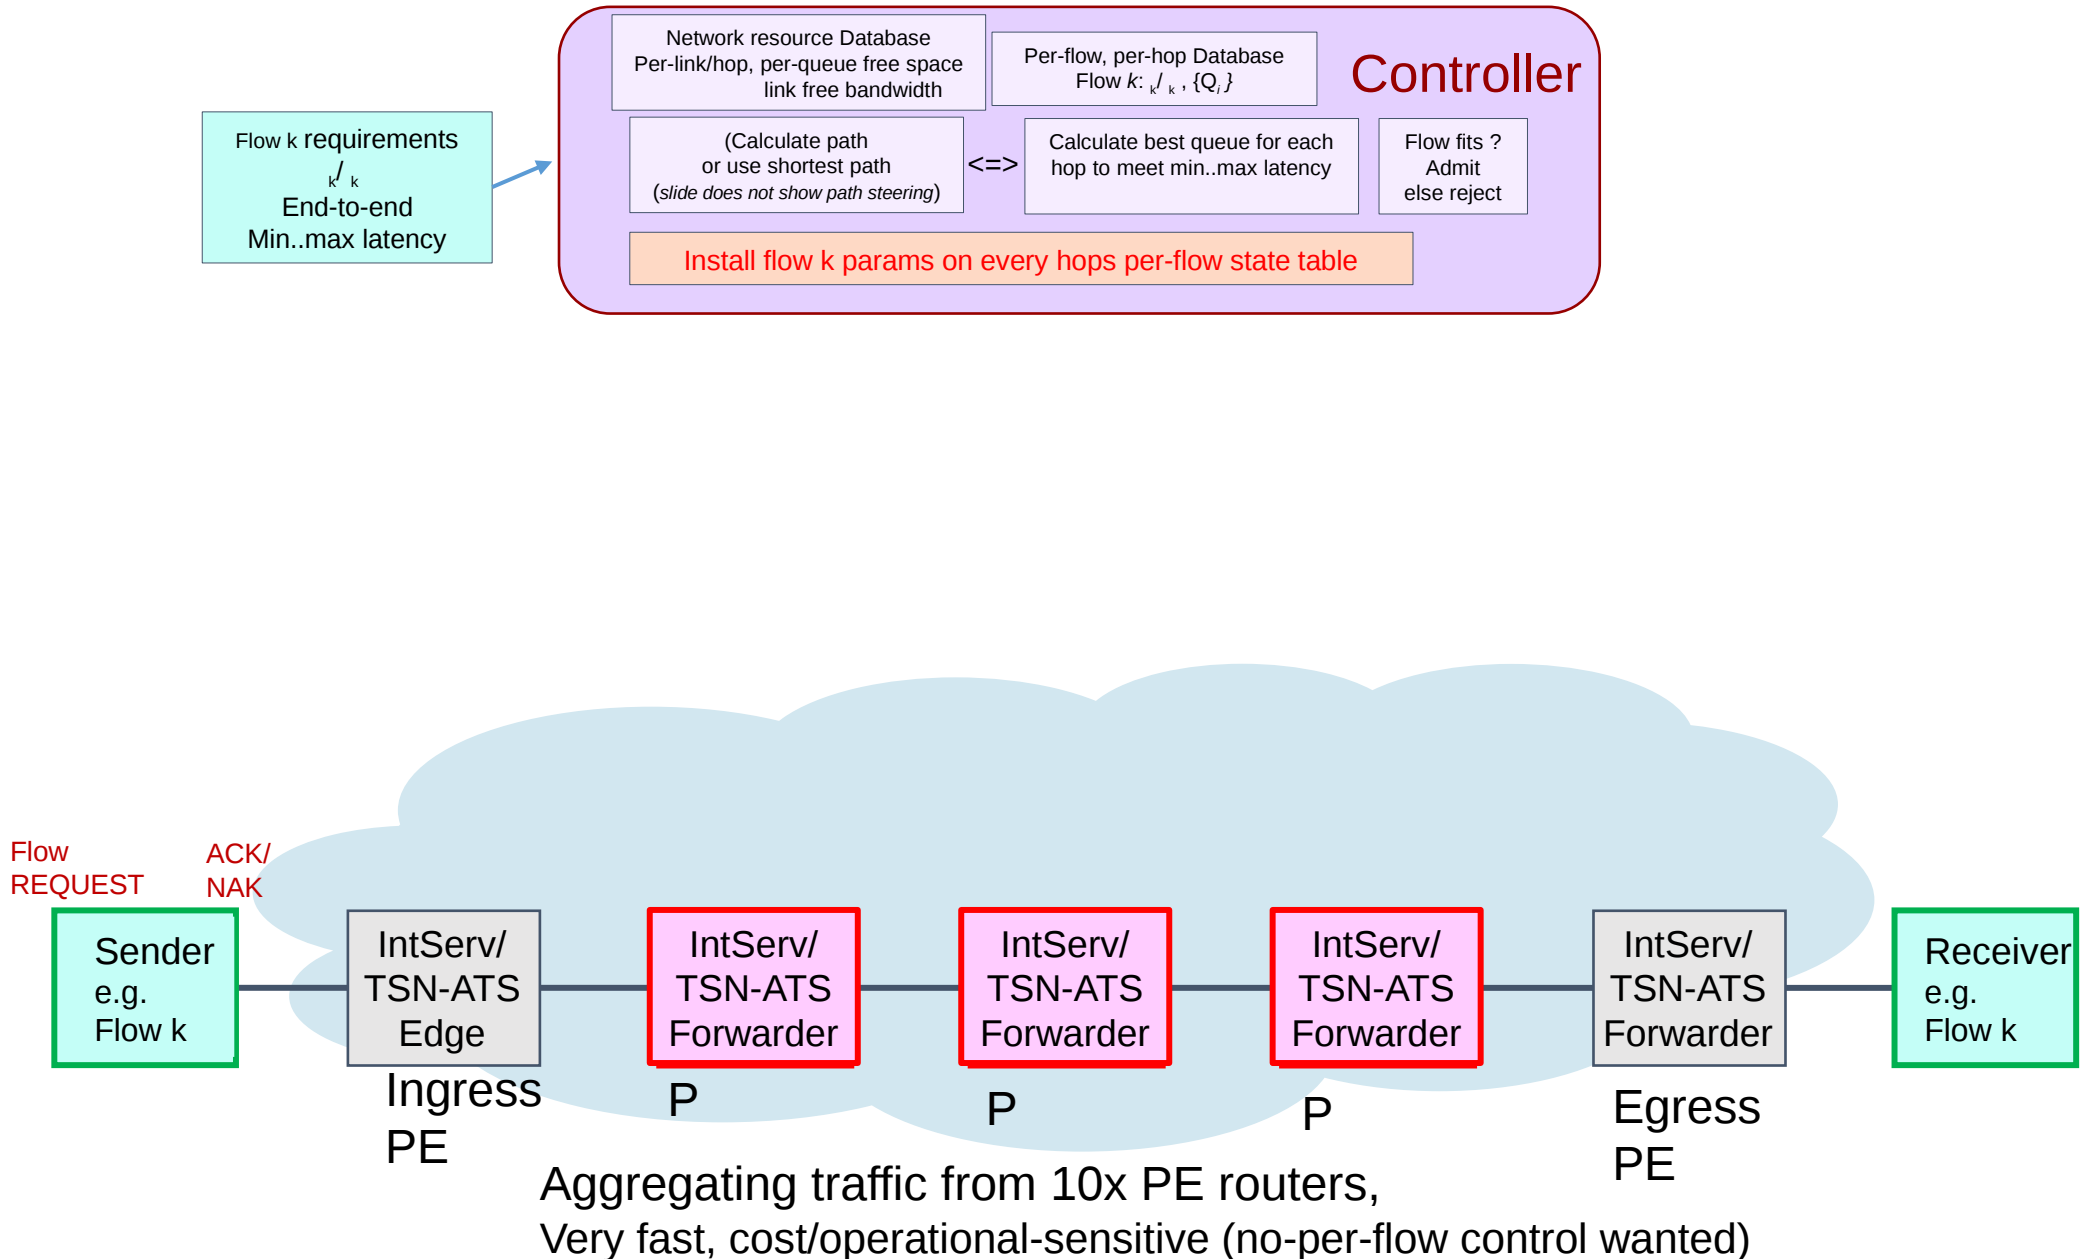 Network resource Database
Per-link/hop, per-queue free space
link free bandwidth
Per-flow, per-hop Database
Flow k: k/ k , {Qi }
Controller
Flow k requirements
k/ k
End-to-end
Min..max latency
(Calculate path
or use shortest path
(slide does not show path steering)
<=>
Calculate best queue for each
hop to meet min..max latency
Flow fits ?
Admit
else reject
Install flow k params on every hops per-flow state table
Flow
REQUEST
ACK/
NAK
Sender
e.g.
Flow k
IntServ/
TSN-ATS
Edge
IntServ/
TSN-ATS
Forwarder
IntServ/
TSN-ATS
Forwarder
IntServ/
TSN-ATS
Forwarder
IntServ/
TSN-ATS
Forwarder
Receiver
e.g.
Flow k
Ingress
PE
P
P
P
Egress
PE
Aggregating traffic from 10x PE routers,
Very fast, cost/operational-sensitive (no-per-flow control wanted)